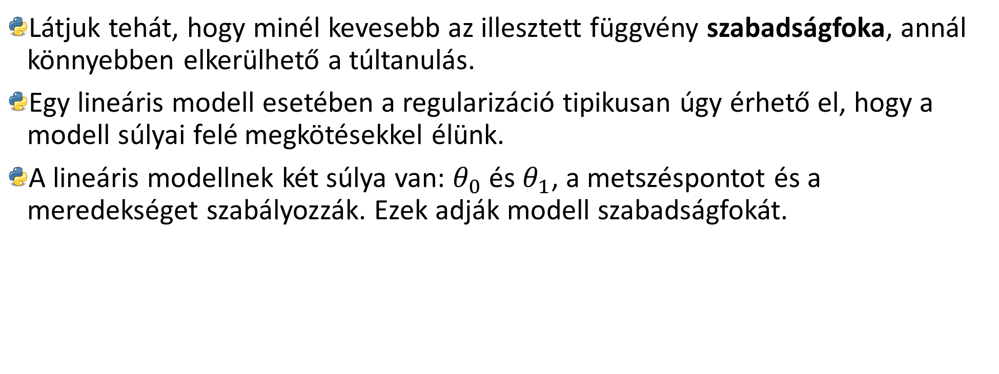 Látjuk tehát, hogy minél kevesebb az illesztett függvény szabadságfoka, annál
könnyebben elkerülhető a túltanulás.
Egy lineáris modell esetében a regularizáció tipikusan úgy érhető el, hogy a
modell súlyai felé megkötésekkel élünk.
A lineáris modellnek két súlya van: θ₀ és θ₁, a metszéspontot és a
meredekséget szabályozzák. Ezek adják modell szabadságfokát.